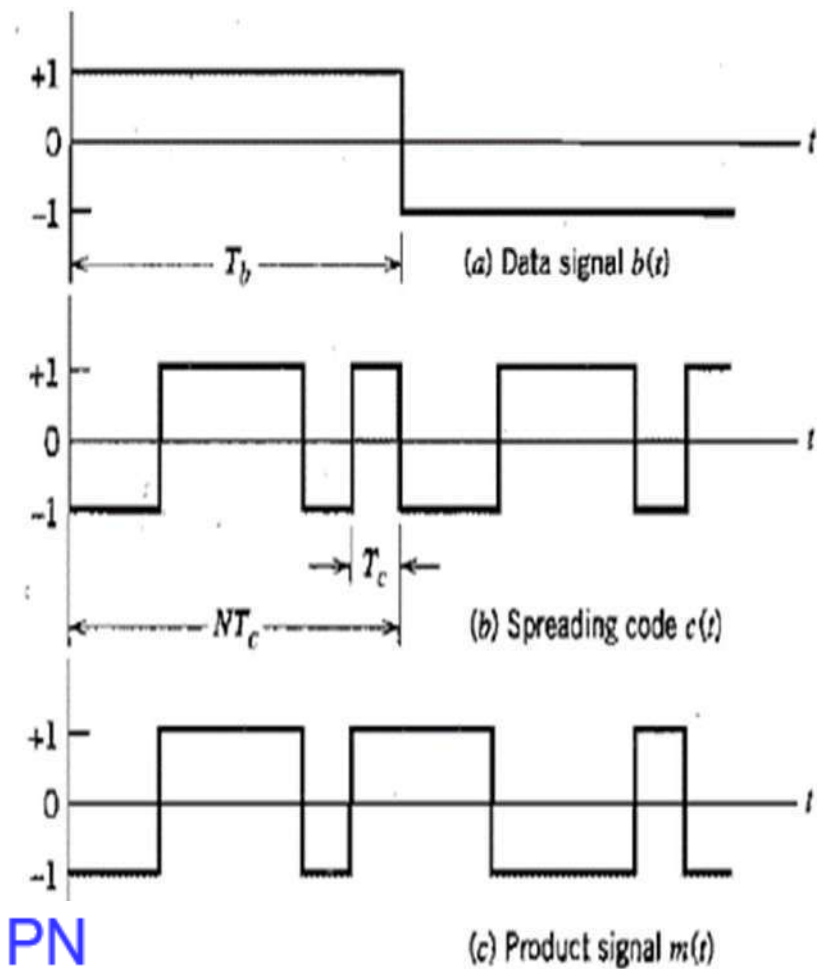 +1
0
t
-1
T_b
(a) Data signal b(t)
+1
0
t
-1
T_c
NT_c
(b) Spreading code c(t)
+1
0
t
-1
PN
(c) Product signal m(t)